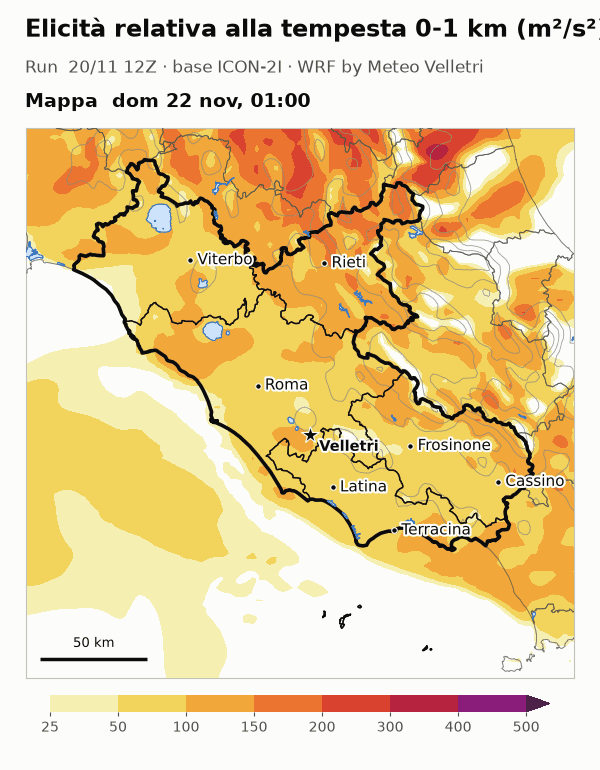 Elicità relativa alla tempesta 0-1 km (m²/s²)
Run  20/11 12Z · base ICON-2I · WRF by Meteo Velletri
Mappa  dom 22 nov, 01:00
Viterbo
Rieti
Roma
Velletri
Frosinone
Cassino
Latina
Terracina
50 km
25 50 100 150 200 300 400 500